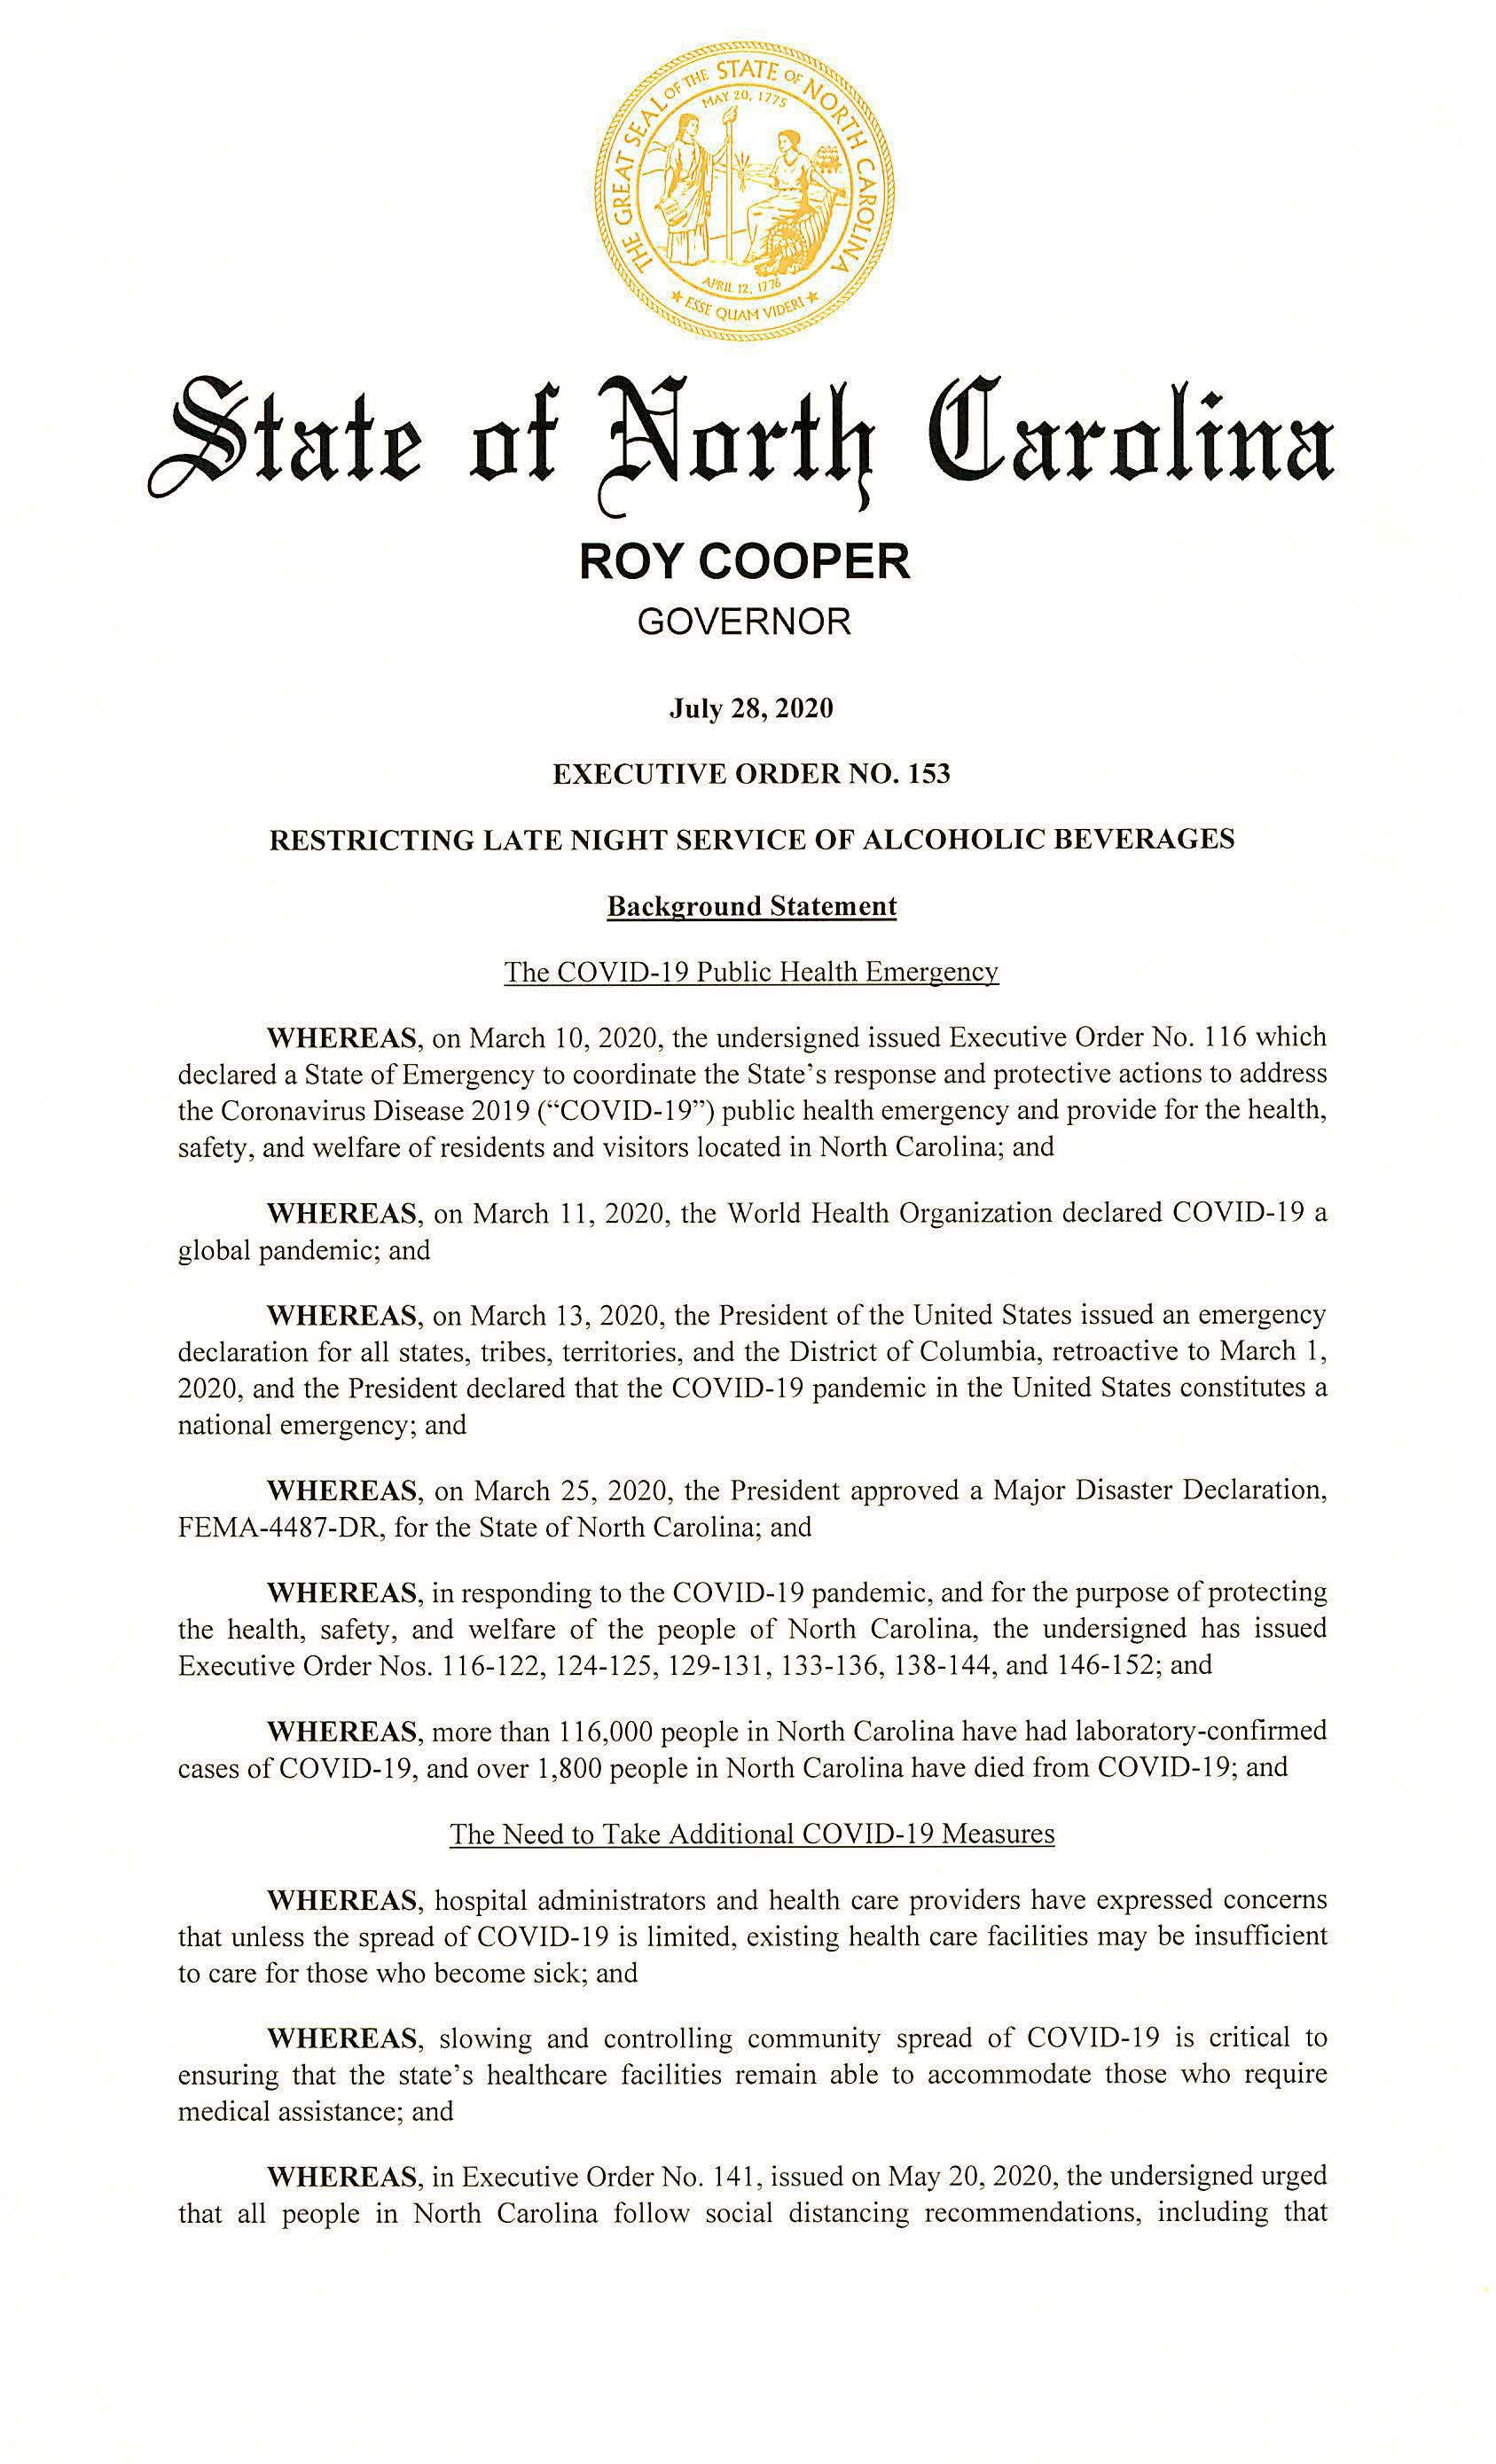 THE GREAT SEAL OF THE STATE OF NORTH CAROLINA
MAY 20, 1775
APRIL 12, 1776
★ ESSE QUAM VIDERI ★
State of North Carolina
ROY COOPER
GOVERNOR
July 28, 2020
EXECUTIVE ORDER NO. 153
RESTRICTING LATE NIGHT SERVICE OF ALCOHOLIC BEVERAGES
Background Statement
The COVID-19 Public Health Emergency
WHEREAS, on March 10, 2020, the undersigned issued Executive Order No. 116 which
declared a State of Emergency to coordinate the State's response and protective actions to address
the Coronavirus Disease 2019 ("COVID-19") public health emergency and provide for the health,
safety, and welfare of residents and visitors located in North Carolina; and
WHEREAS, on March 11, 2020, the World Health Organization declared COVID-19 a
global pandemic; and
WHEREAS, on March 13, 2020, the President of the United States issued an emergency
declaration for all states, tribes, territories, and the District of Columbia, retroactive to March 1,
2020, and the President declared that the COVID-19 pandemic in the United States constitutes a
national emergency; and
WHEREAS, on March 25, 2020, the President approved a Major Disaster Declaration,
FEMA-4487-DR, for the State of North Carolina; and
WHEREAS, in responding to the COVID-19 pandemic, and for the purpose of protecting
the health, safety, and welfare of the people of North Carolina, the undersigned has issued
Executive Order Nos. 116-122, 124-125, 129-131, 133-136, 138-144, and 146-152; and
WHEREAS, more than 116,000 people in North Carolina have had laboratory-confirmed
cases of COVID-19, and over 1,800 people in North Carolina have died from COVID-19; and
The Need to Take Additional COVID-19 Measures
WHEREAS, hospital administrators and health care providers have expressed concerns
that unless the spread of COVID-19 is limited, existing health care facilities may be insufficient
to care for those who become sick; and
WHEREAS, slowing and controlling community spread of COVID-19 is critical to
ensuring that the state's healthcare facilities remain able to accommodate those who require
medical assistance; and
WHEREAS, in Executive Order No. 141, issued on May 20, 2020, the undersigned urged
that all people in North Carolina follow social distancing recommendations, including that